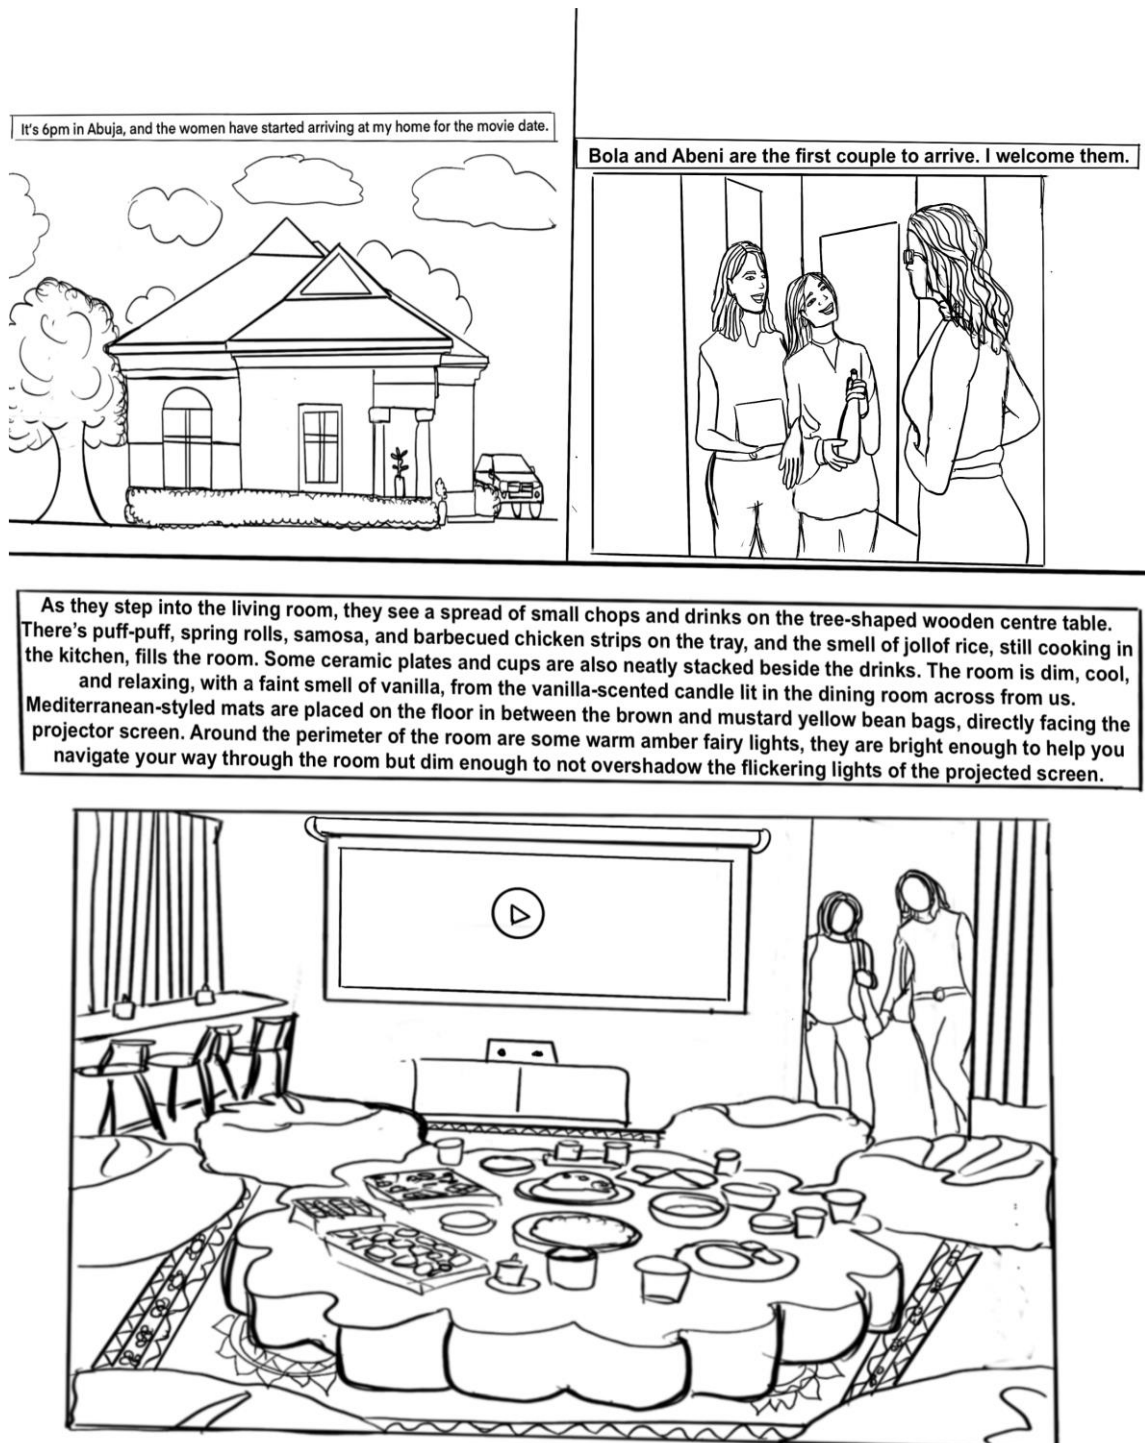 It's 6pm in Abuja, and the women have started arriving at my home for the movie date.
Bola and Abeni are the first couple to arrive. I welcome them.
As they step into the living room, they see a spread of small chops and drinks on the tree-shaped wooden centre table.
There's puff-puff, spring rolls, samosa, and barbecued chicken strips on the tray, and the smell of jollof rice, still cooking in
the kitchen, fills the room. Some ceramic plates and cups are also neatly stacked beside the drinks. The room is dim, cool,
and relaxing, with a faint smell of vanilla, from the vanilla-scented candle lit in the dining room across from us.
Mediterranean-styled mats are placed on the floor in between the brown and mustard yellow bean bags, directly facing the
projector screen. Around the perimeter of the room are some warm amber fairy lights, they are bright enough to help you
navigate your way through the room but dim enough to not overshadow the flickering lights of the projected screen.